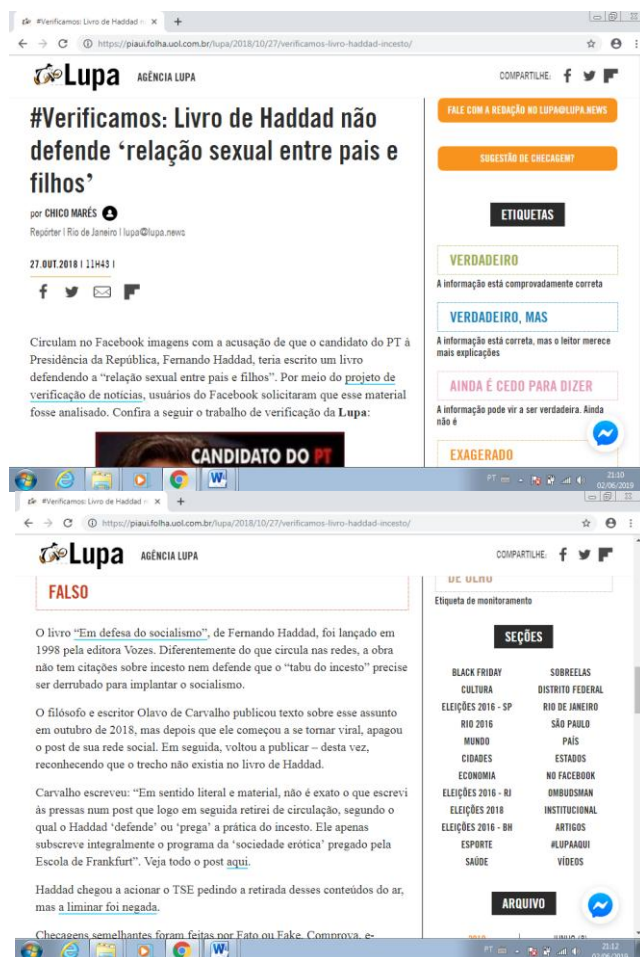 #Verificamos: Livro de Haddad n
https://piaui.folha.uol.com.br/lupa/2018/10/27/verificamos-livro-haddad-incesto/
Lupa
AGÊNCIA LUPA
COMPARTILHE:
#Verificamos: Livro de Haddad não
defende ‘relação sexual entre pais e
filhos’
por CHICO MARÉS
Repórter | Rio de Janeiro | lupa@lupa.news
27.OUT.2018 | 11H43 |
Circulam no Facebook imagens com a acusação de que o candidato do PT à
Presidência da República, Fernando Haddad, teria escrito um livro
defendendo a “relação sexual entre pais e filhos”. Por meio do projeto de
verificação de notícias, usuários do Facebook solicitaram que esse material
fosse analisado. Confira a seguir o trabalho de verificação da Lupa:
CANDIDATO DO PT
FALE COM A REDAÇÃO NO LUPA@LUPA.NEWS
SUGESTÃO DE CHECAGEM?
ETIQUETAS
VERDADEIRO
A informação está comprovadamente correta
VERDADEIRO, MAS
A informação está correta, mas o leitor merece
mais explicações
AINDA É CEDO PARA DIZER
A informação pode vir a ser verdadeira. Ainda
não é
EXAGERADO
PT
21:10
02/06/2019
#Verificamos: Livro de Haddad n
https://piaui.folha.uol.com.br/lupa/2018/10/27/verificamos-livro-haddad-incesto/
Lupa
AGÊNCIA LUPA
COMPARTILHE:
FALSO
O livro “Em defesa do socialismo”, de Fernando Haddad, foi lançado em
1998 pela editora Vozes. Diferentemente do que circula nas redes, a obra
não tem citações sobre incesto nem defende que o “tabu do incesto” precise
ser derrubado para implantar o socialismo.
O filósofo e escritor Olavo de Carvalho publicou texto sobre esse assunto
em outubro de 2018, mas depois que ele começou a se tornar viral, apagou
o post de sua rede social. Em seguida, voltou a publicar – desta vez,
reconhecendo que o trecho não existia no livro de Haddad.
Carvalho escreveu: “Em sentido literal e material, não é exato o que escrevi
às pressas num post que logo em seguida retirei de circulação, segundo o
qual o Haddad ‘defende’ ou ‘prega’ a prática do incesto. Ele apenas
subscreve integralmente o programa da ‘sociedade erótica’ pregado pela
Escola de Frankfurt”. Veja todo o post aqui.
Haddad chegou a acionar o TSE pedindo a retirada desses conteúdos do ar,
mas a liminar foi negada.
Checagens semelhantes foram feitas por Fato ou Fake, Comprova, e-
DE OLHO
Etiqueta de monitoramento
SEÇÕES
BLACK FRIDAY
SOBREELAS
CULTURA
DISTRITO FEDERAL
ELEIÇÕES 2016 - SP
RIO DE JANEIRO
RIO 2016
SÃO PAULO
MUNDO
PAÍS
CIDADES
ESTADOS
ECONOMIA
NO FACEBOOK
ELEIÇÕES 2016 - RJ
OMBUDSMAN
ELEIÇÕES 2018
INSTITUCIONAL
ELEIÇÕES 2016 - BH
ARTIGOS
ESPORTE
#LUPAAQUI
SAÚDE
VÍDEOS
ARQUIVO
PT
21:12
02/06/2019